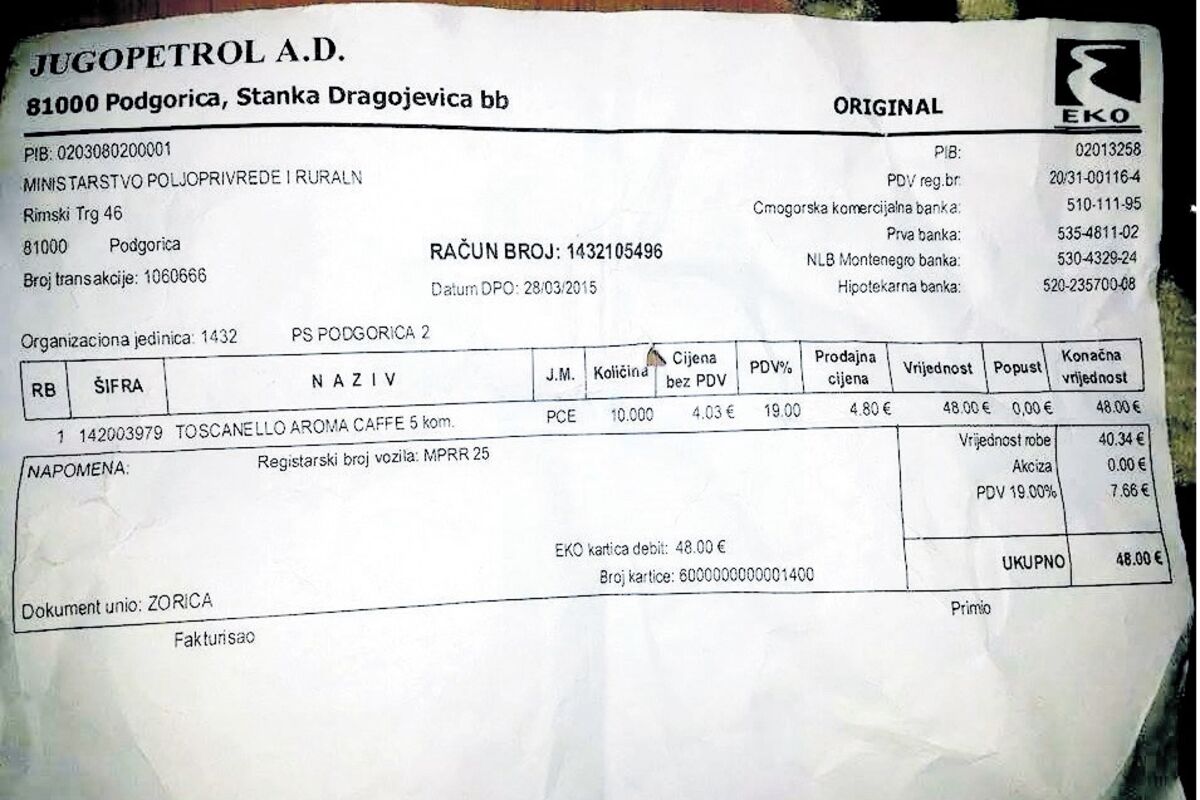 JUGOPETROL A.D.
81000 Podgorica, Stanka Dragojevica bb
ORIGINAL
EKO
PIB: 0203080200001
MINISTARSTVO POLJOPRIVREDE I RURALN
Rimski Trg 46
81000 Podgorica
Broj transakcije: 1060666
RAČUN BROJ: 1432105496
Datum DPO: 28/03/2015
PIB: 02013258
PDV reg.br: 20/31-00116-4
Crnogorska komercijalna banka: 510-111-95
Prva banka: 535-4811-02
NLB Montenegro banka: 530-4329-24
Hipotekarna banka: 520-235700-08
Organizaciona jedinica: 1432 PS PODGORICA 2
RB ŠIFRA NAZIV J.M. Količina Cijena bez PDV PDV% Prodajna cijena Vrijednost Popust Konačna vrijednost
1 142003979 TOSCANELLO AROMA CAFFE 5 kom. PCE 10.000 4.03 € 19.00 4.80 € 48.00 € 0,00 € 48.00 €
NAPOMENA: Registarski broj vozila: MPRR 25
Vrijednost robe 40.34 €
Akciza 0.00 €
PDV 19.00% 7.66 €
EKO kartica debit: 48.00 €
Broj kartice: 6000000000001400
UKUPNO 48.00 €
Dokument unio: ZORICA
Fakturisao
Primio